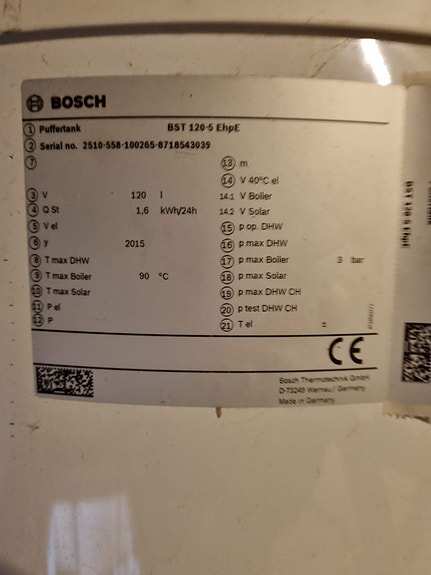 BOSCH
1 Puffertank BST 120-5 EhpE
2 Serial no. 2510-558-100265-8718543039
7
3 V 120 l
4 Q St 1,6 kWh/24h
5 V el
6 y 2015
8 T max DHW
9 T max Boiler 90 °C
10 T max Solar
11 P el
12 P
13 m
14 V 40°C el
14.1 V Boiler
14.2 V Solar
15 p op. DHW
16 p max DHW
17 p max Boiler 3 bar
18 p max Solar
19 p max DHW CH
20 p test DHW CH
21 T el ±
CE
Bosch Thermotechnik GmbH
D-73249 Wernau / Germany
Made in Germany
BST 120-5 EhpE